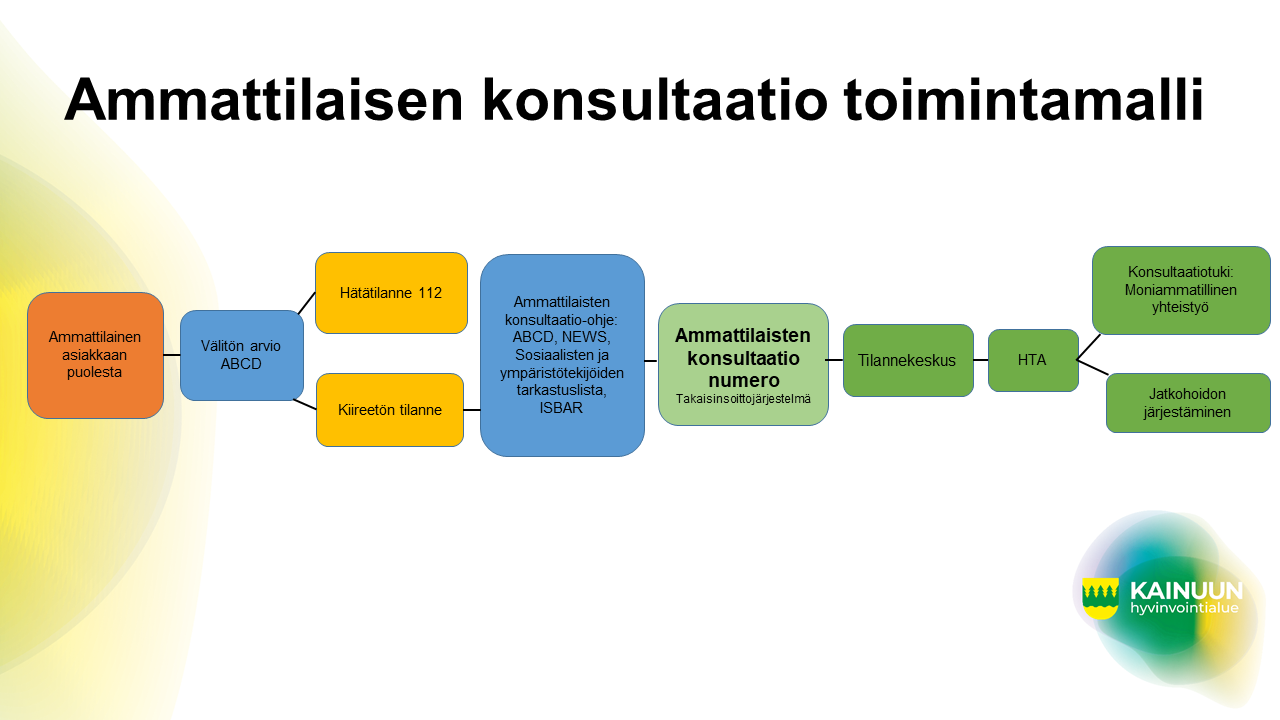 Ammattilaisen konsultaatio toimintamalli
Ammattilainen
asiakkaan
puolesta
Välitön arvio
ABCD
Hätätilanne 112
Kiireetön tilanne
Ammattilaisten
konsultaatio-ohje:
ABCD, NEWS,
Sosiaalisten ja
ympäristötekijöiden
tarkastuslista,
ISBAR
Ammattilaisten
konsultaatio
numero
Takaisinsoittojärjestelmä
Tilannekeskus
HTA
Konsultaatiotuki:
Moniammatillinen
yhteistyö
Jatkohoidon
järjestäminen
KAINUUN
hyvinvointialue